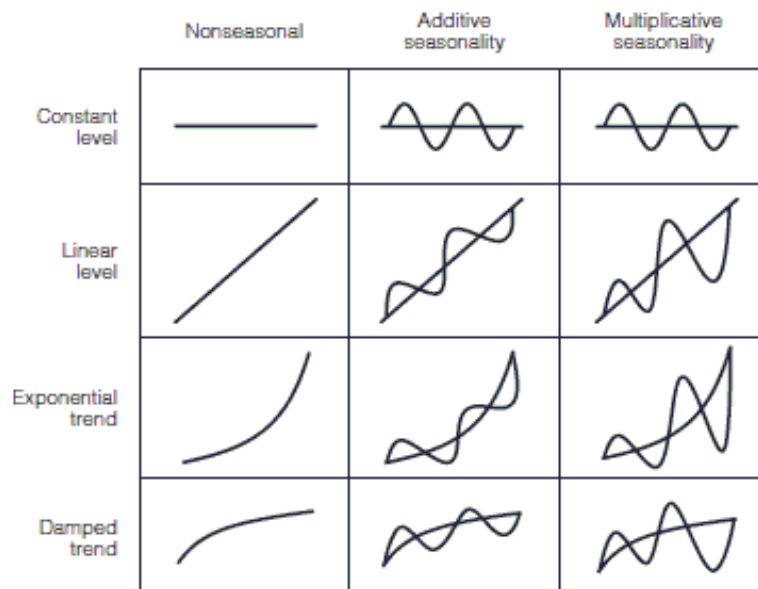 Nonseasonal
Additive
seasonality
Multiplicative
seasonality
Constant
level
Linear
level
Exponential
trend
Damped
trend